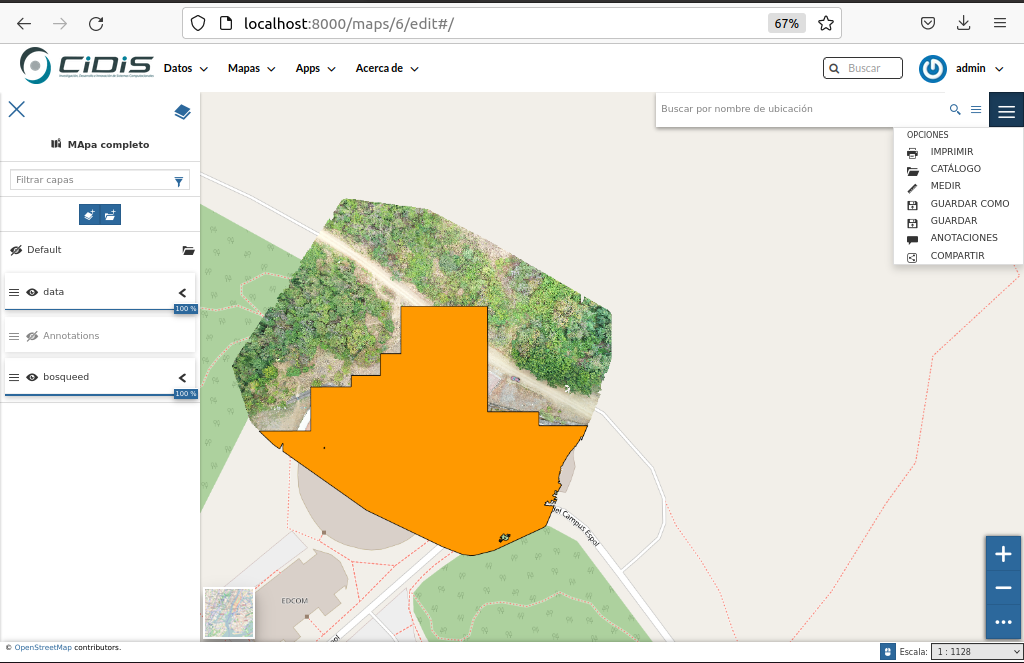 localhost:8000/maps/6/edit#/
67%
CIDIS
Datos
Mapas
Apps
Acerca de
Buscar
admin
MApa completo
Filtrar capas
Default
data
100 %
Annotations
bosqueed
100 %
Buscar por nombre de ubicación
OPCIONES
IMPRIMIR
CATÁLOGO
MEDIR
GUARDAR COMO
GUARDAR
ANOTACIONES
COMPARTIR
del Campus Espol
EDCOM
© OpenStreetMap contributors.
Escala:
1 : 1128